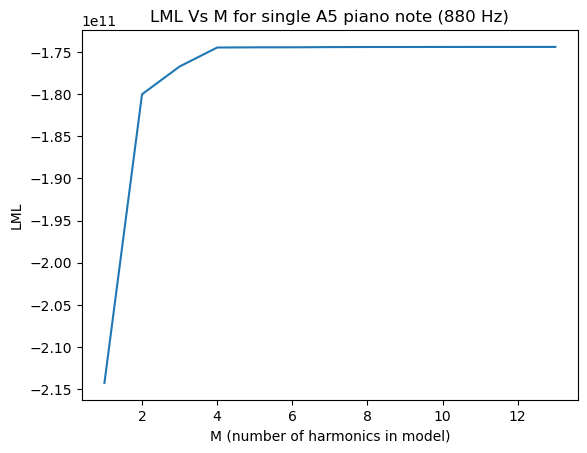 LML Vs M for single A5 piano note (880 Hz)
1e11
−1.75
−1.80
−1.85
−1.90
−1.95
−2.00
−2.05
−2.10
−2.15
LML
2 4 6 8 10 12
M (number of harmonics in model)